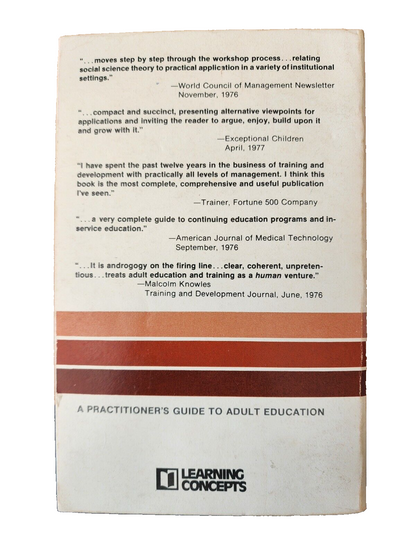 "...moves step by step through the workshop process...relating
social science theory to practical application in a variety of institutional
settings."
—World Council of Management Newsletter
November, 1976
"...compact and succinct, presenting alternative viewpoints for
applications and inviting the reader to argue, enjoy, build upon it
and grow with it."
—Exceptional Children
April, 1977
"I have spent the past twelve years in the business of training and
development with practically all levels of management. I think this
book is the most complete, comprehensive and useful publication
I've seen."
—Trainer, Fortune 500 Company
"...a very complete guide to continuing education programs and in-
service education."
—American Journal of Medical Technology
September, 1976
"...It is androgogy on the firing line...clear, coherent, unpreten-
tious...treats adult education and training as a human venture."
—Malcolm Knowles
Training and Development Journal, June, 1976
A PRACTITIONER'S GUIDE TO ADULT EDUCATION
LEARNING
CONCEPTS